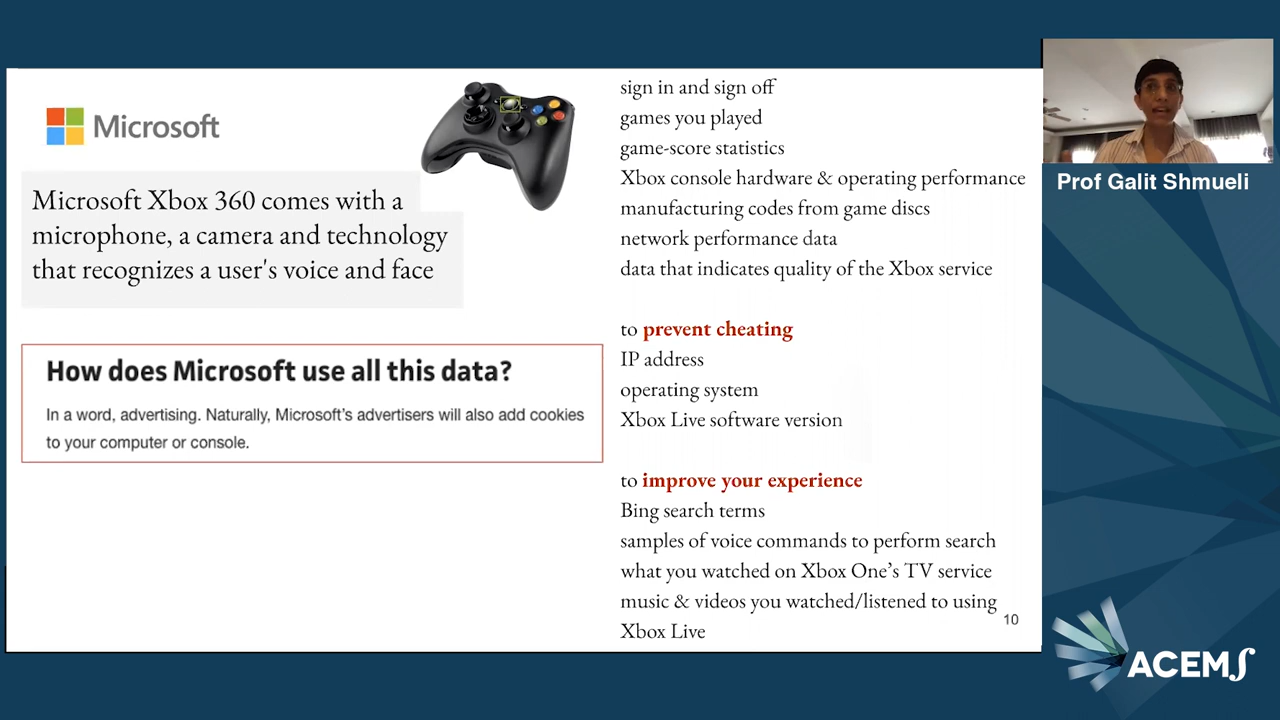 Microsoft
Microsoft Xbox 360 comes with a
microphone, a camera and technology
that recognizes a user's voice and face
How does Microsoft use all this data?
In a word, advertising. Naturally, Microsoft's advertisers will also add cookies
to your computer or console.
sign in and sign off
games you played
game-score statistics
Xbox console hardware & operating performance
manufacturing codes from game discs
network performance data
data that indicates quality of the Xbox service
to prevent cheating
IP address
operating system
Xbox Live software version
to improve your experience
Bing search terms
samples of voice commands to perform search
what you watched on Xbox One’s TV service
music & videos you watched/listened to using
Xbox Live
10
Prof Galit Shmueli
ACEMS